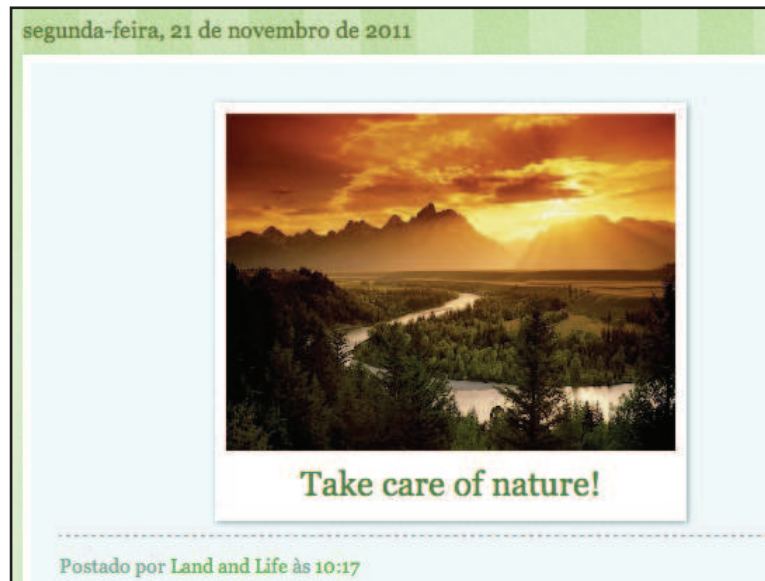 segunda-feira, 21 de novembro de 2011
Take care of nature!
Postado por Land and Life às 10:17